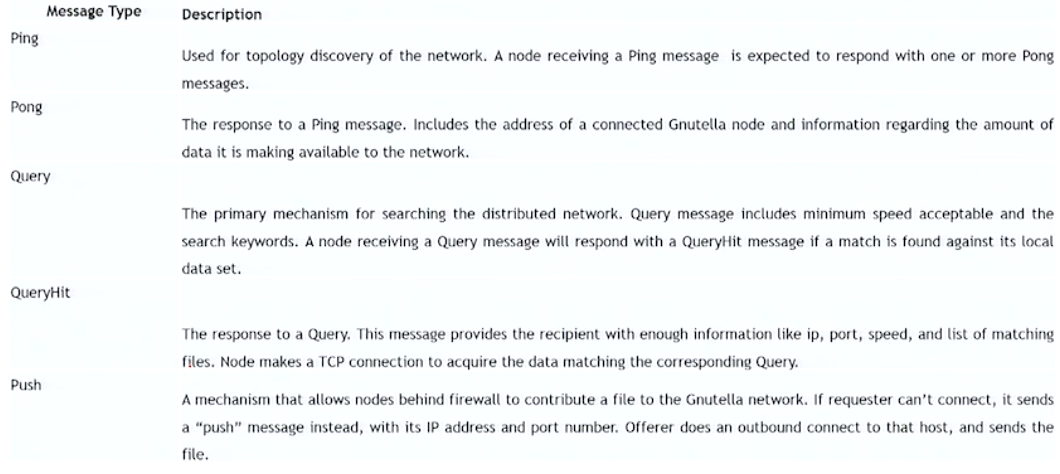 Message Type Description
Ping
Used for topology discovery of the network. A node receiving a Ping message is expected to respond with one or more Pong
messages.
Pong
The response to a Ping message. Includes the address of a connected Gnutella node and information regarding the amount of
data it is making available to the network.
Query
The primary mechanism for searching the distributed network. Query message includes minimum speed acceptable and the
search keywords. A node receiving a Query message will respond with a QueryHit message if a match is found against its local
data set.
QueryHit
The response to a Query. This message provides the recipient with enough information like ip, port, speed, and list of matching
files. Node makes a TCP connection to acquire the data matching the corresponding Query.
Push
A mechanism that allows nodes behind firewall to contribute a file to the Gnutella network. If requester can't connect, it sends
a “push” message instead, with its IP address and port number. Offerer does an outbound connect to that host, and sends the
file.